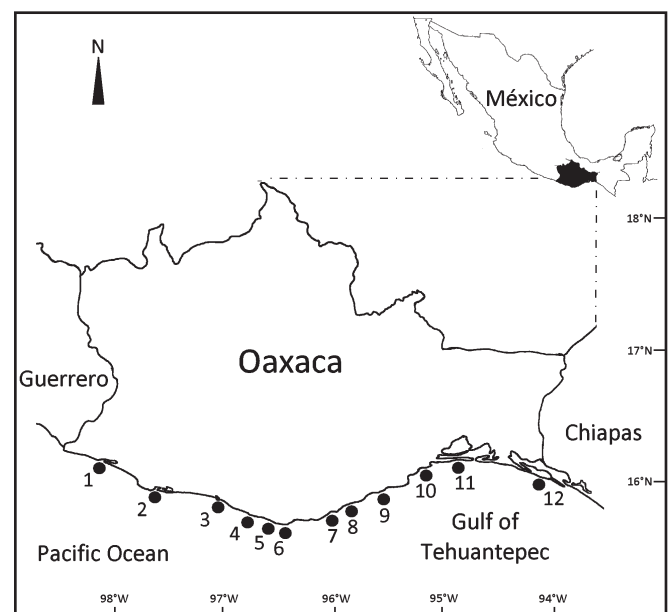 N
México
18°N
17°N
Oaxaca
Guerrero
Chiapas
16°N
1
2
3
4
5
6
7
8
9
10
11
12
Gulf of
Tehuantepec
Pacific Ocean
98°W
97°W
96°W
95°W
94°W